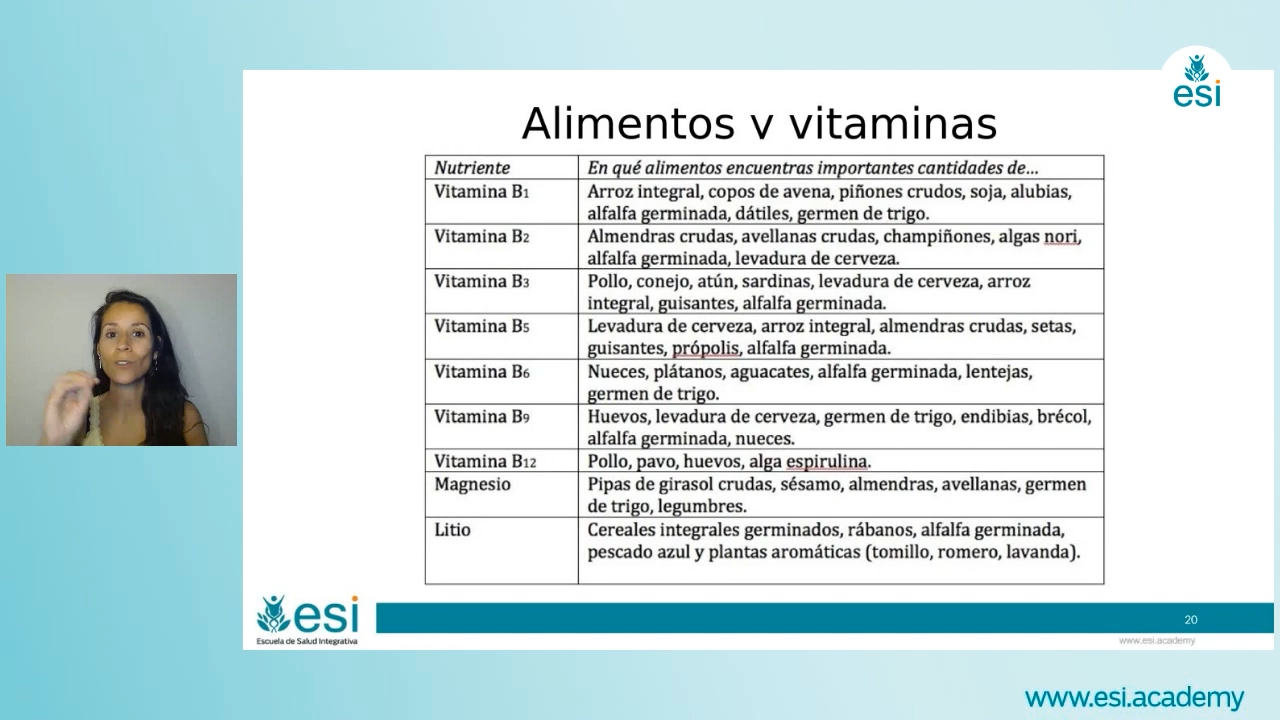 esi
Alimentos y vitaminas
Nutriente En qué alimentos encuentras importantes cantidades de...
Vitamina B1 Arroz integral, copos de avena, piñones crudos, soja, alubias,
alfalfa germinada, dátiles, germen de trigo.
Vitamina B2 Almendras crudas, avellanas crudas, champiñones, algas nori,
alfalfa germinada, levadura de cerveza.
Vitamina B3 Pollo, conejo, atún, sardinas, levadura de cerveza, arroz
integral, guisantes, alfalfa germinada.
Vitamina B5 Levadura de cerveza, arroz integral, almendras crudas, setas,
guisantes, própolis, alfalfa germinada.
Vitamina B6 Nueces, plátanos, aguacates, alfalfa germinada, lentejas,
germen de trigo.
Vitamina B9 Huevos, levadura de cerveza, germen de trigo, endibias, brécol,
alfalfa germinada, nueces.
Vitamina B12 Pollo, pavo, huevos, alga espirulina.
Magnesio Pipas de girasol crudas, sésamo, almendras, avellanas, germen
de trigo, legumbres.
Litio Cereales integrales germinados, rábanos, alfalfa germinada,
pescado azul y plantas aromáticas (tomillo, romero, lavanda).
esi
Escuela de Salud Integrativa
20
www.esi.academy
www.esi.academy